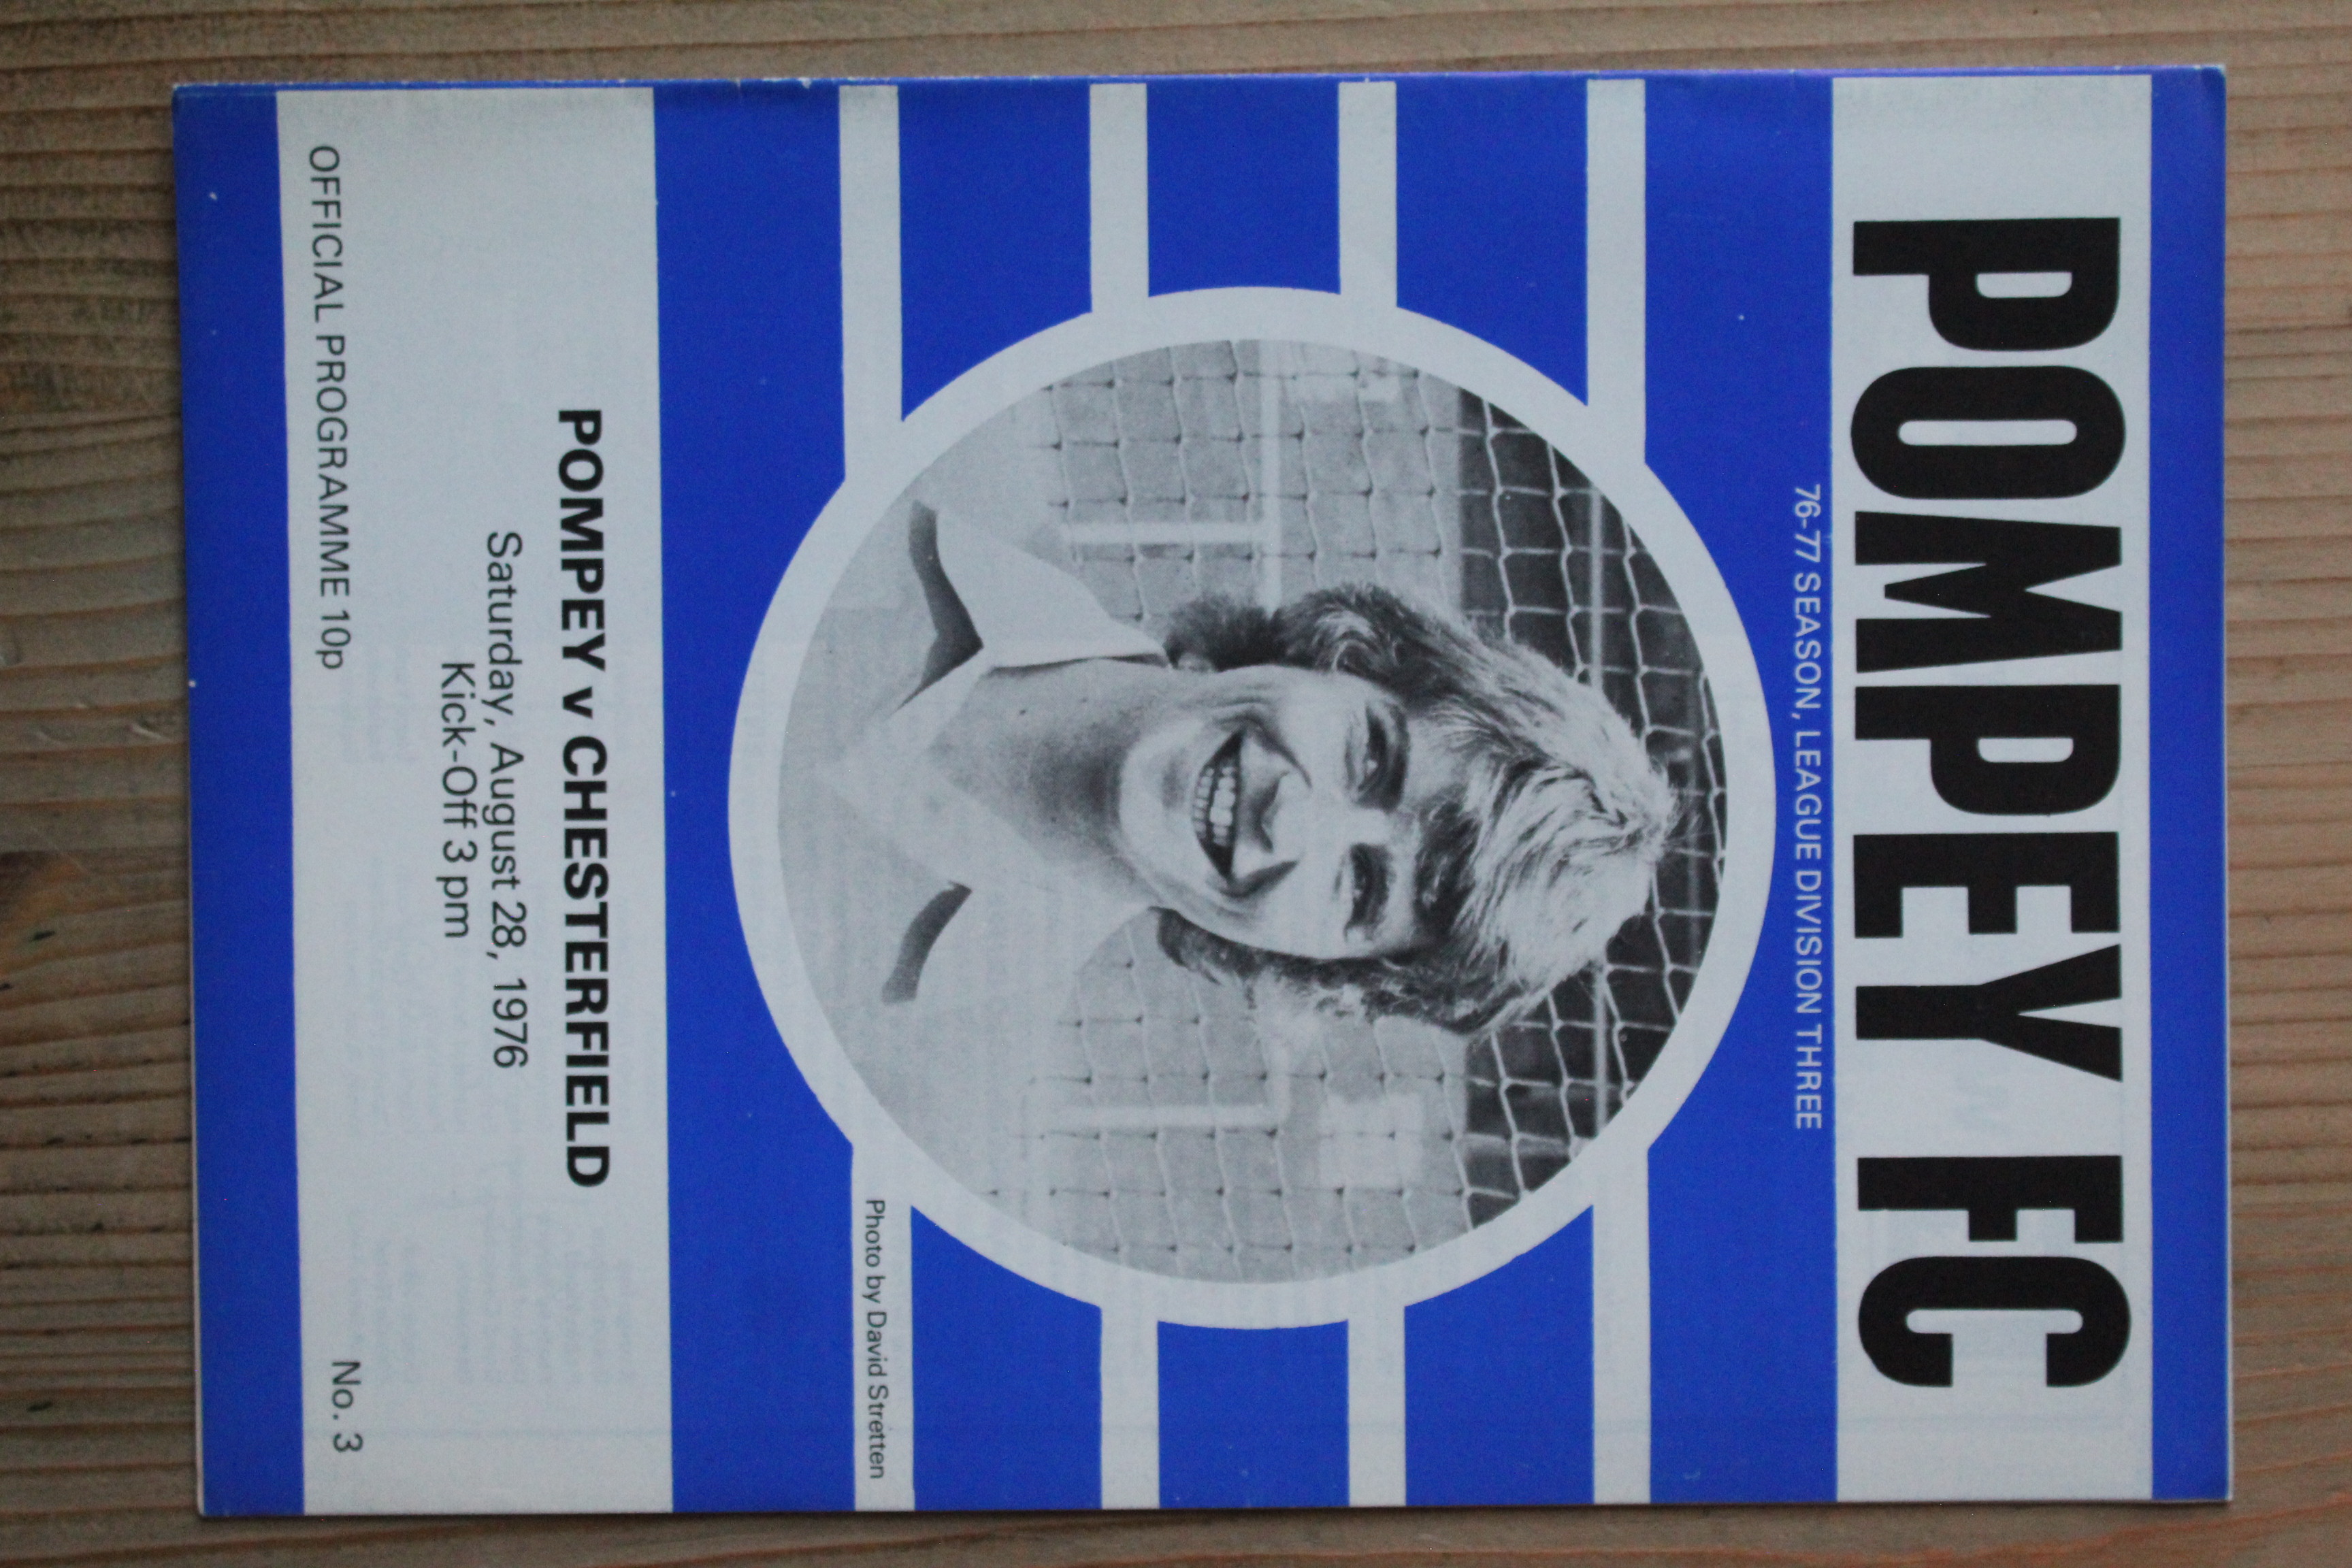 POMPEY FC
76-77 SEASON, LEAGUE DIVISION THREE
Photo by David Stretten
POMPEY v CHESTERFIELD
Saturday, August 28, 1976
Kick-Off 3 pm
OFFICIAL PROGRAMME 10p
No. 3